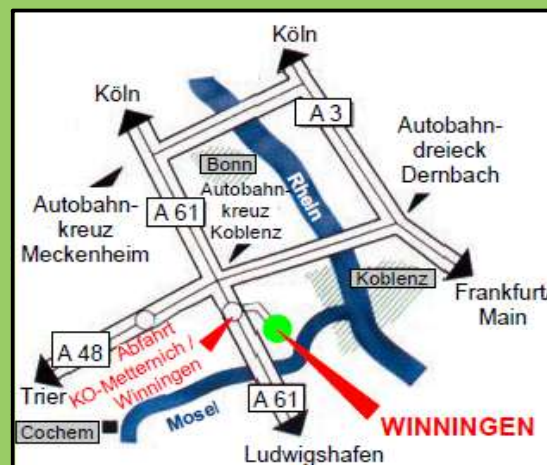 Köln
Köln
A 3
Autobahn-
dreieck
Dernbach
Bonn
Rhein
Autobahn-
kreuz
Meckenheim
A 61
Autobahn-
kreuz
Koblenz
Koblenz
Frankfurt/
Main
A 48
Abfahrt
KO-Metternich /
Winningen
Trier
Mosel
A 61
WINNINGEN
Cochem
Ludwigshafen